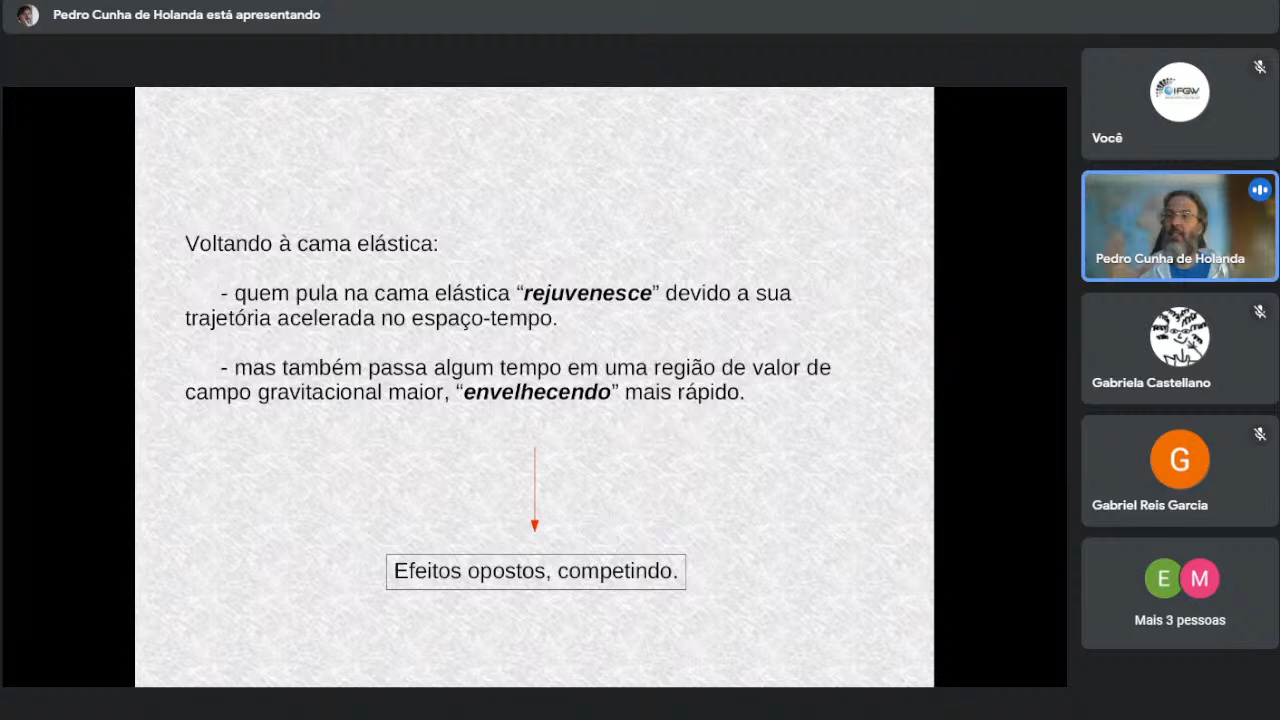 Pedro Cunha de Holanda está apresentando
IFGW
Você
Pedro Cunha de Holanda
Gabriela Castellano
G
Gabriel Reis Garcia
E M
Mais 3 pessoas
Voltando à cama elástica:
- quem pula na cama elástica “rejuvenesce” devido a sua
trajetória acelerada no espaço-tempo.
- mas também passa algum tempo em uma região de valor de
campo gravitacional maior, “envelhecendo” mais rápido.
Efeitos opostos, competindo.